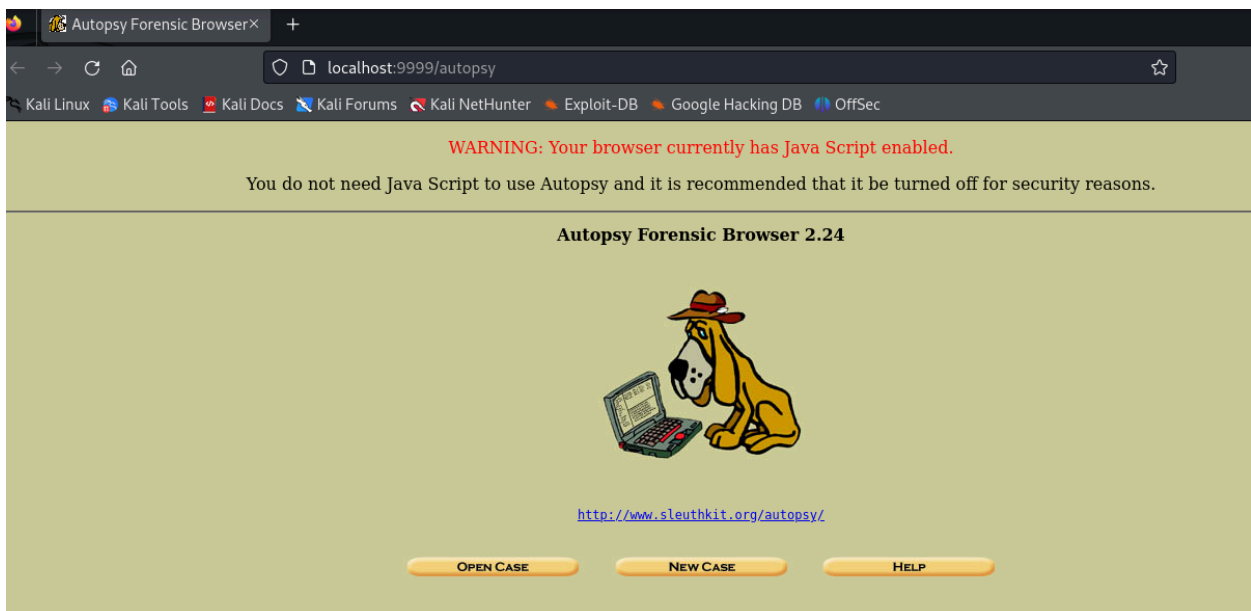 Autopsy Forensic Browser× +
localhost:9999/autopsy
Kali Linux Kali Tools Kali Docs Kali Forums Kali NetHunter Exploit-DB Google Hacking DB OffSec
WARNING: Your browser currently has Java Script enabled.
You do not need Java Script to use Autopsy and it is recommended that it be turned off for security reasons.
Autopsy Forensic Browser 2.24
http://www.sleuthkit.org/autopsy/
OPEN CASE NEW CASE HELP